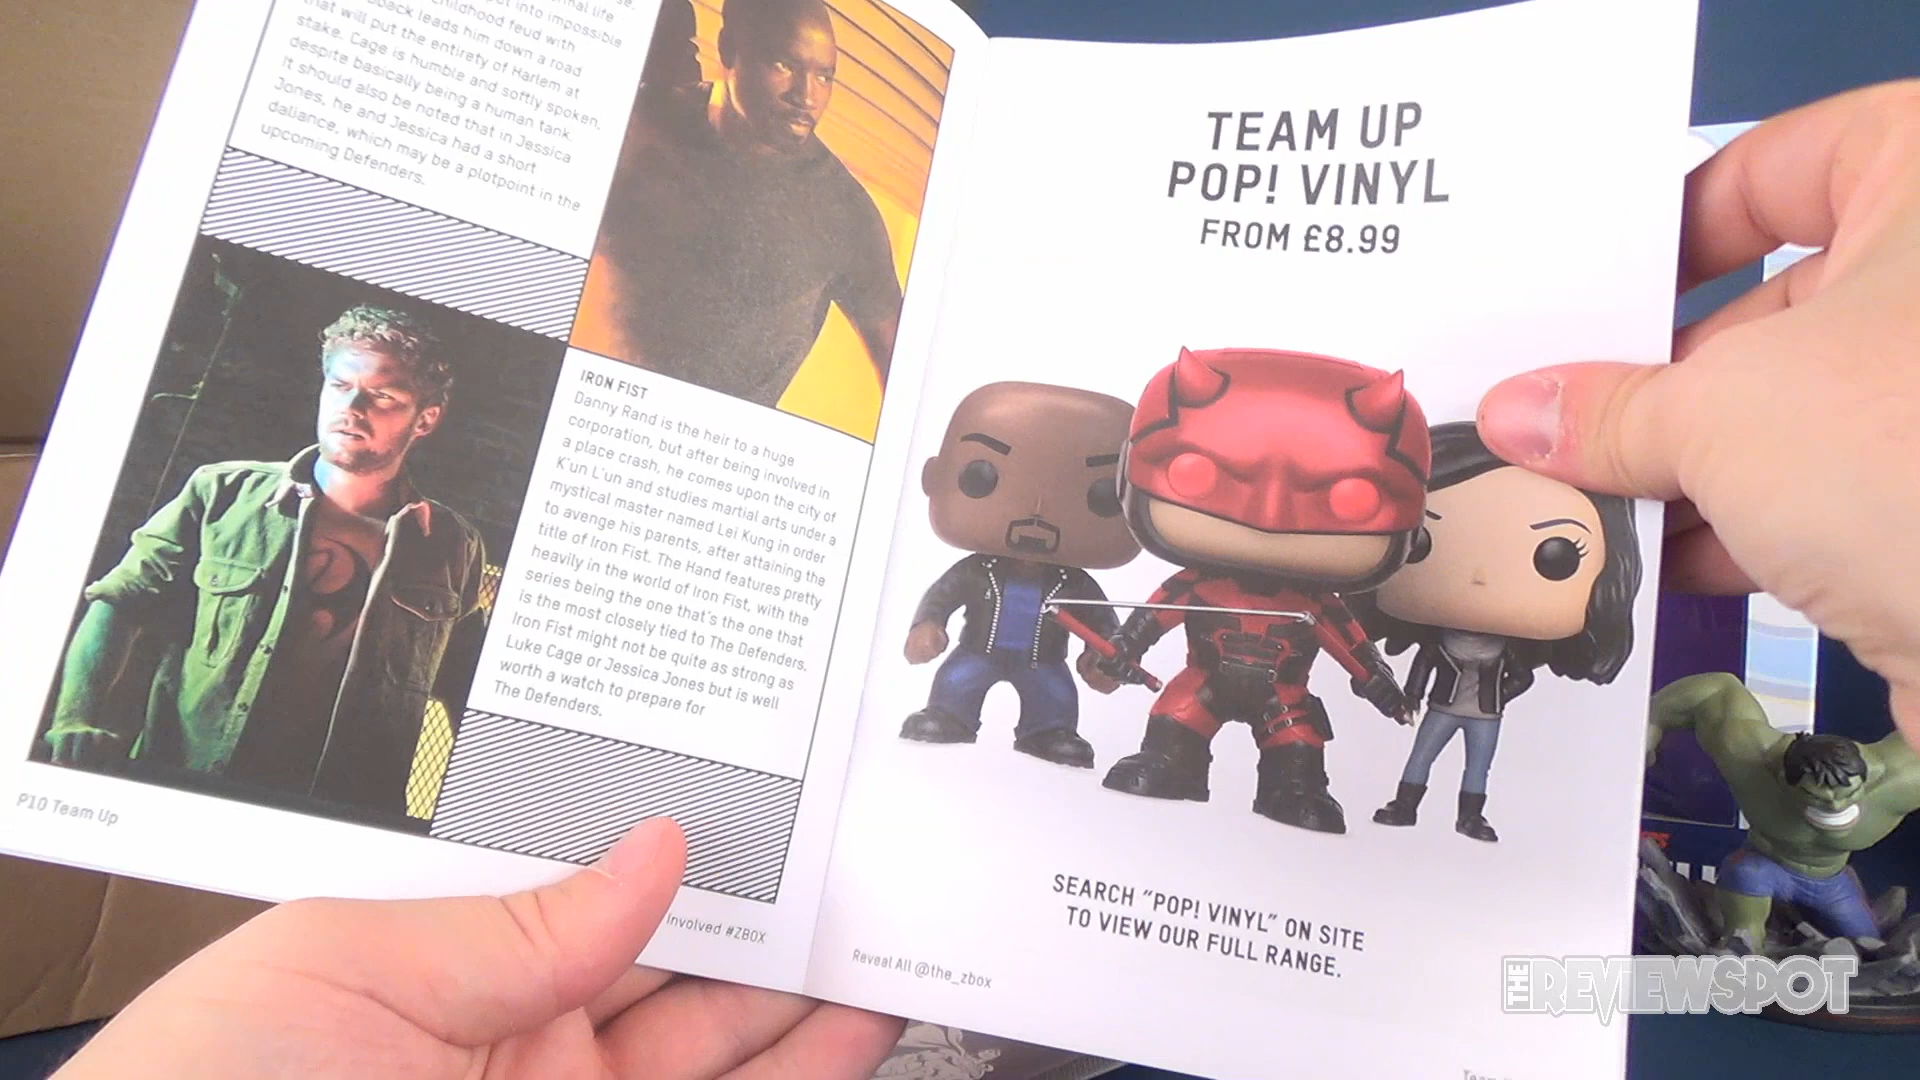 into impossible
childhood feud with
leads him down a road
that will put the entirety of Harlem at
stake. Cage is humble and softly spoken,
despite basically being a human tank.
It should also be noted that in Jessica
Jones, he and Jessica had a short
daliance, which may be a plotpoint in the
upcoming Defenders.
IRON FIST
Danny Rand is the heir to a huge
corporation, but after being involved in
a place crash, he comes upon the city of
K'un L'un and studies martial arts under a
mystical master named Lei Kung in order
to avenge his parents, after attaining the
title of Iron Fist. The Hand features pretty
heavily in the world of Iron Fist, with the
series being the one that's the one that
is the most closely tied to The Defenders.
Iron Fist might not be quite as strong as
Luke Cage or Jessica Jones but is well
worth a watch to prepare for
The Defenders.
P10 Team Up
Involved #ZBOX
TEAM UP
POP! VINYL
FROM £8.99
SEARCH “POP! VINYL” ON SITE
TO VIEW OUR FULL RANGE.
Reveal All @the_zbox
THE REVIEWSPOT